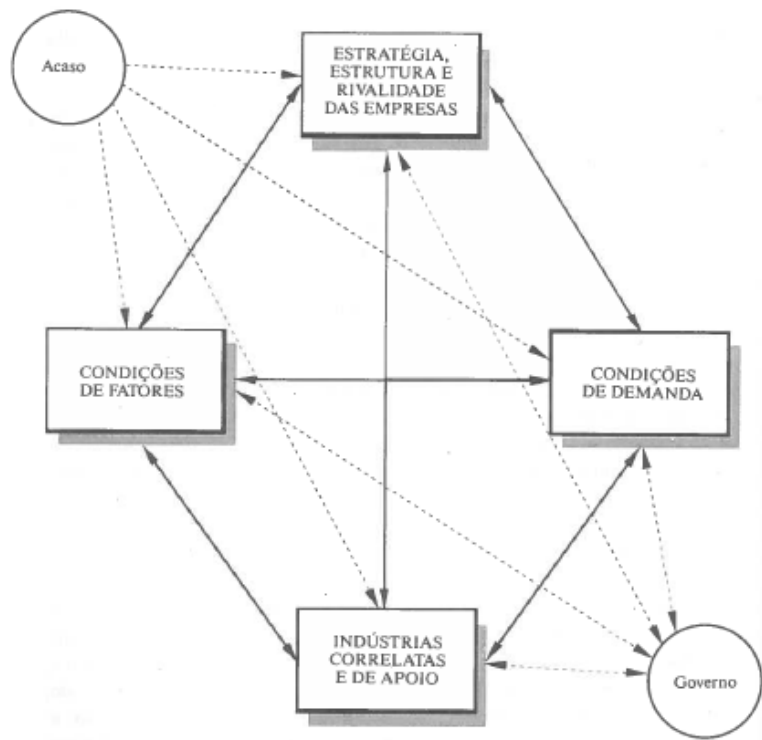 Acaso
ESTRATÉGIA,
ESTRUTURA E
RIVALIDADE
DAS EMPRESAS
CONDIÇÕES
DE FATORES
CONDIÇÕES
DE DEMANDA
INDÚSTRIAS
CORRELATAS
E DE APOIO
Governo